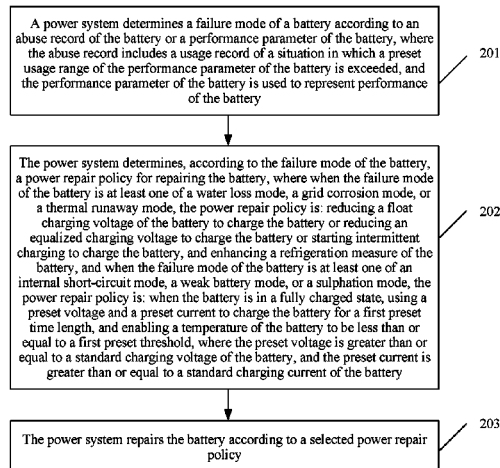 A power system determines a failure mode of a battery according to an
abuse record of the battery or a performance parameter of the battery, where
the abuse record includes a usage record of a situation in which a preset
usage range of the performance parameter of the battery is exceeded, and
the performance parameter of the battery is used to represent performance
of the battery
201
The power system determines, according to the failure mode of the battery,
a power repair policy for repairing the battery, where when the failure
mode of the battery is at least one of a water loss mode, a grid corrosion mode, or
a thermal runaway mode, the power repair policy is: reducing a float
charging voltage of the battery to charge the battery or reducing an
equalized charging voltage to charge the battery or starting intermittent
charging to charge the battery, and enhancing a refrigeration measure of the
battery, and when the failure mode of the battery is at least one of an
internal short-circuit mode, a weak battery mode, or a sulphation mode, the
power repair policy is: when the battery is in a fully charged state, using a
preset voltage and a preset current to charge the battery for a first preset
time length, and enabling a temperature of the battery to be less than or
equal to a first preset threshold, where the preset voltage is greater than or
equal to a standard charging voltage of the battery, and the preset current is
greater than or equal to a standard charging current of the battery
202
The power system repairs the battery according to a selected power repair
policy
203